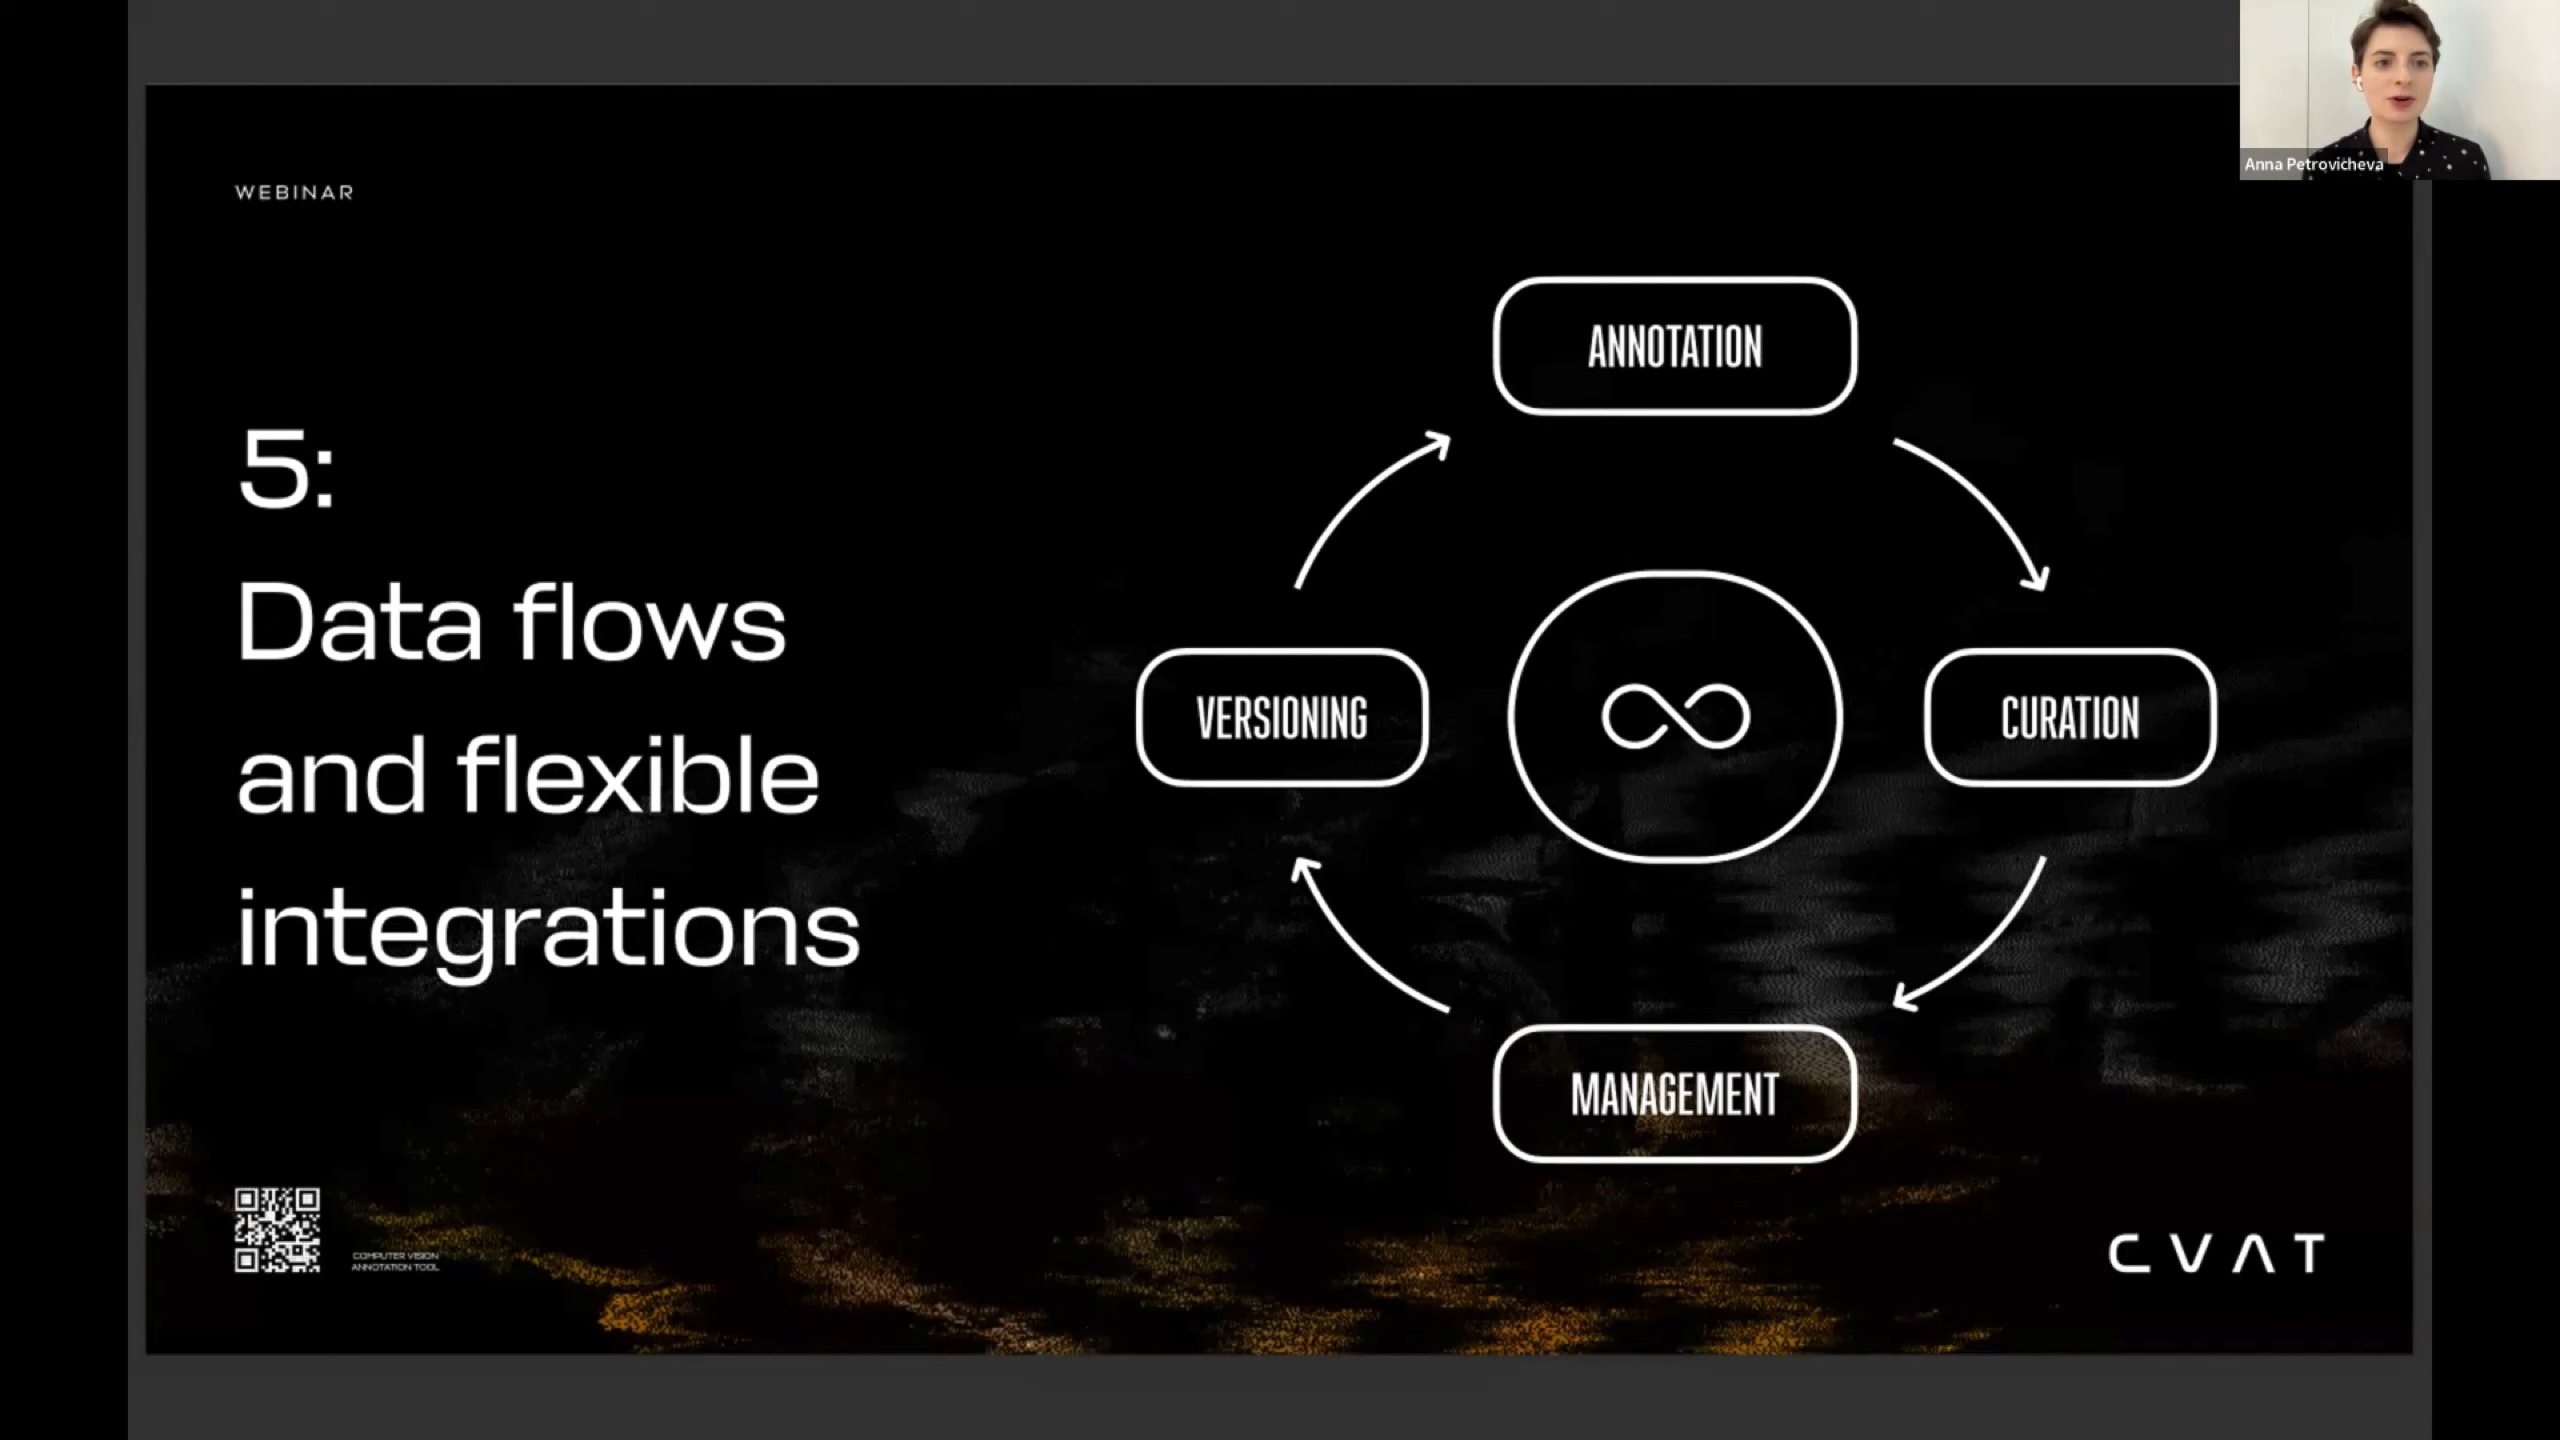 Anna Petrovicheva
WEBINAR
5:
Data flows
and flexible
integrations
ANNOTATION
VERSIONING
CURATION
MANAGEMENT
COMPUTER VISION
ANNOTATION TOOL
CVAT